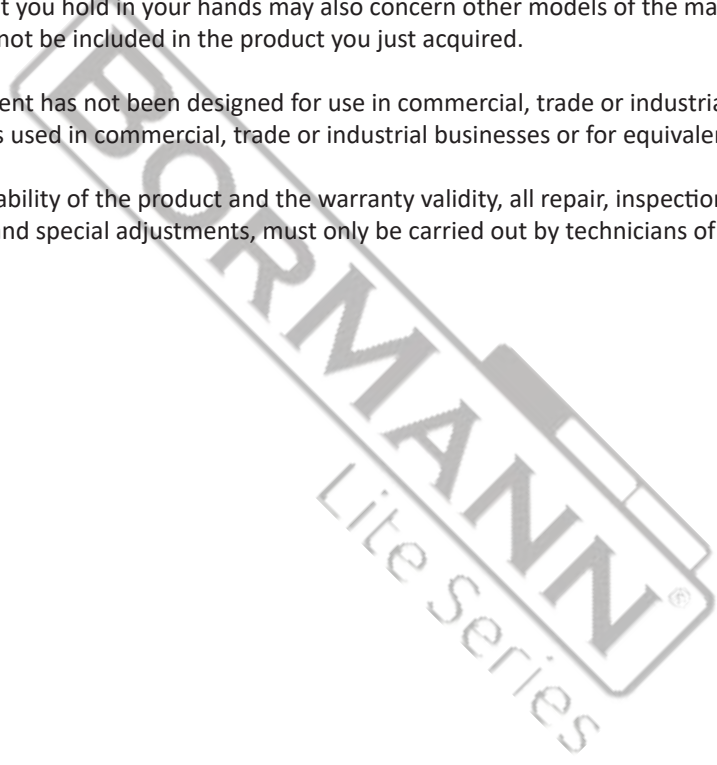 t you hold in your hands may also concern other models of the ma
not be included in the product you just acquired.
ent has not been designed for use in commercial, trade or industria
s used in commercial, trade or industrial businesses or for equivaler
ability of the product and the warranty validity, all repair, inspection
and special adjustments, must only be carried out by technicians of
BORMANN®
Lite Series